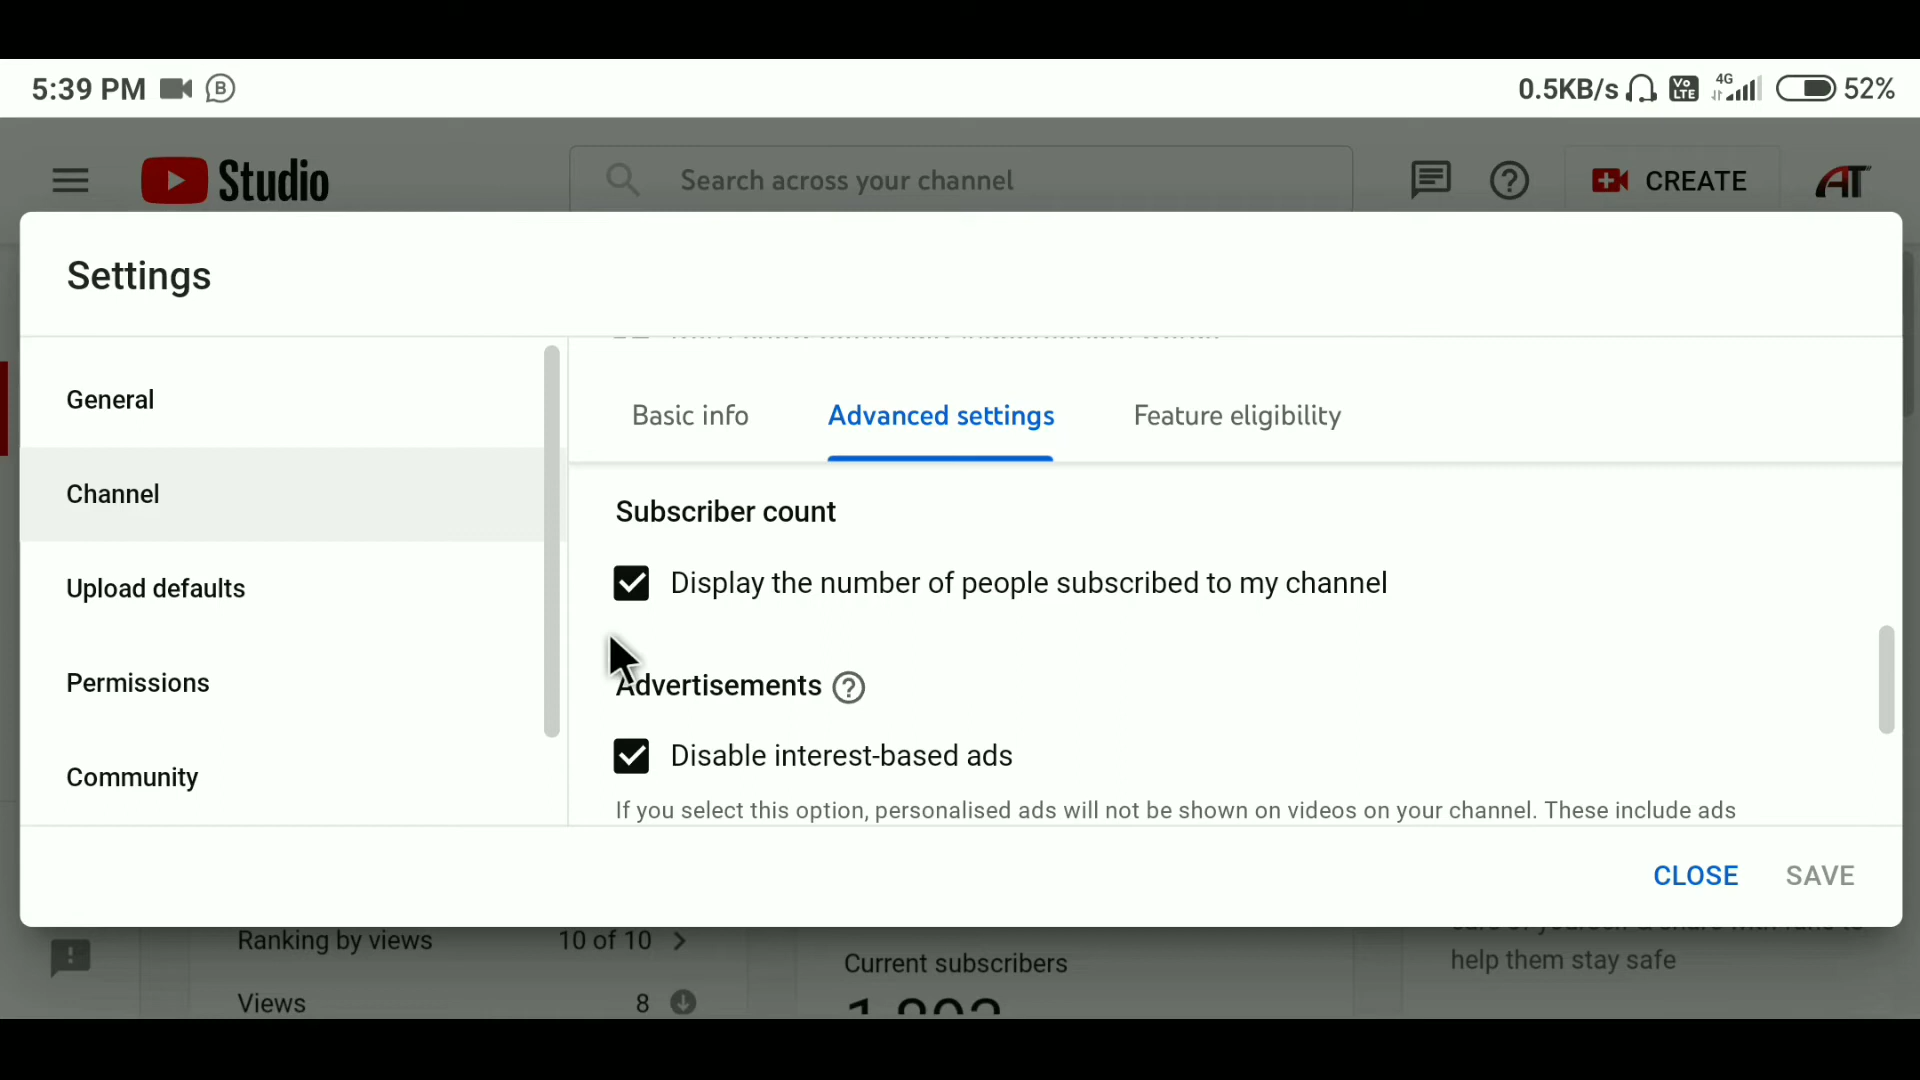 5:39 PM B 0.5KB/s Vo LTE 4G 52%
Studio Search across your channel CREATE AT
Settings
General
Channel
Upload defaults
Permissions
Community
Basic info Advanced settings Feature eligibility
Subscriber count
Display the number of people subscribed to my channel
Advertisements ?
Disable interest-based ads
If you select this option, personalised ads will not be shown on videos on your channel. These include ads
CLOSE SAVE
Ranking by views 10 of 10
Views 8
Current subscribers
help them stay safe